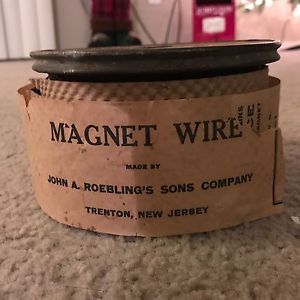 MAGNET WIRE
MADE BY
JOHN A. ROEBLING'S SONS COMPANY
TRENTON, NEW JERSEY